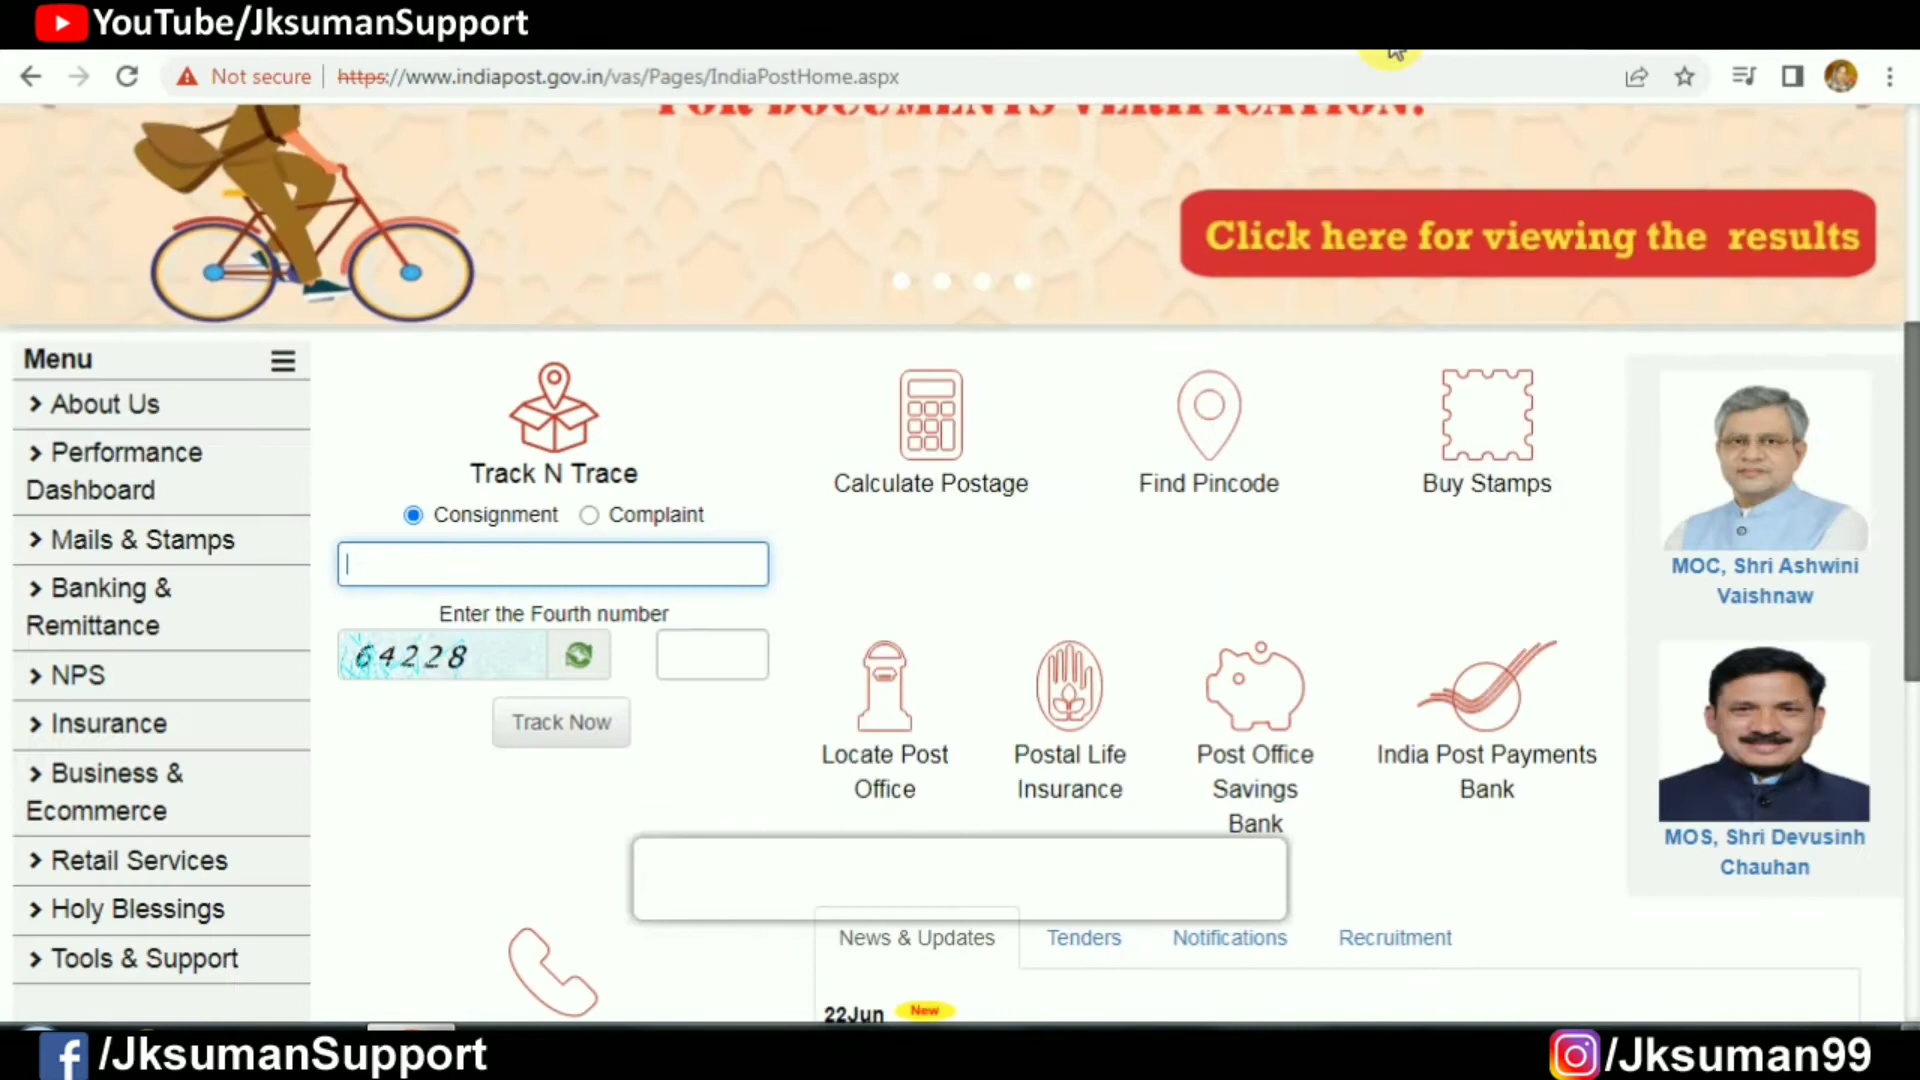 YouTube/JksumanSupport
Not secure
https://www.indiapost.gov.in/vas/Pages/IndiaPostHome.aspx
FOR DOCUMENTS VERIFICATION.
Click here for viewing the results
Menu
About Us
Performance
Dashboard
Mails & Stamps
Banking &
Remittance
NPS
Insurance
Business &
Ecommerce
Retail Services
Holy Blessings
Tools & Support
Track N Trace
Consignment
Complaint
Enter the Fourth number
64228
Track Now
Calculate Postage
Find Pincode
Buy Stamps
Locate Post
Office
Postal Life
Insurance
Post Office
Savings
Bank
India Post Payments
Bank
MOC, Shri Ashwini
Vaishnaw
MOS, Shri Devusinh
Chauhan
News & Updates
Tenders
Notifications
Recruitment
22Jun
New
/JksumanSupport
/Jksuman99